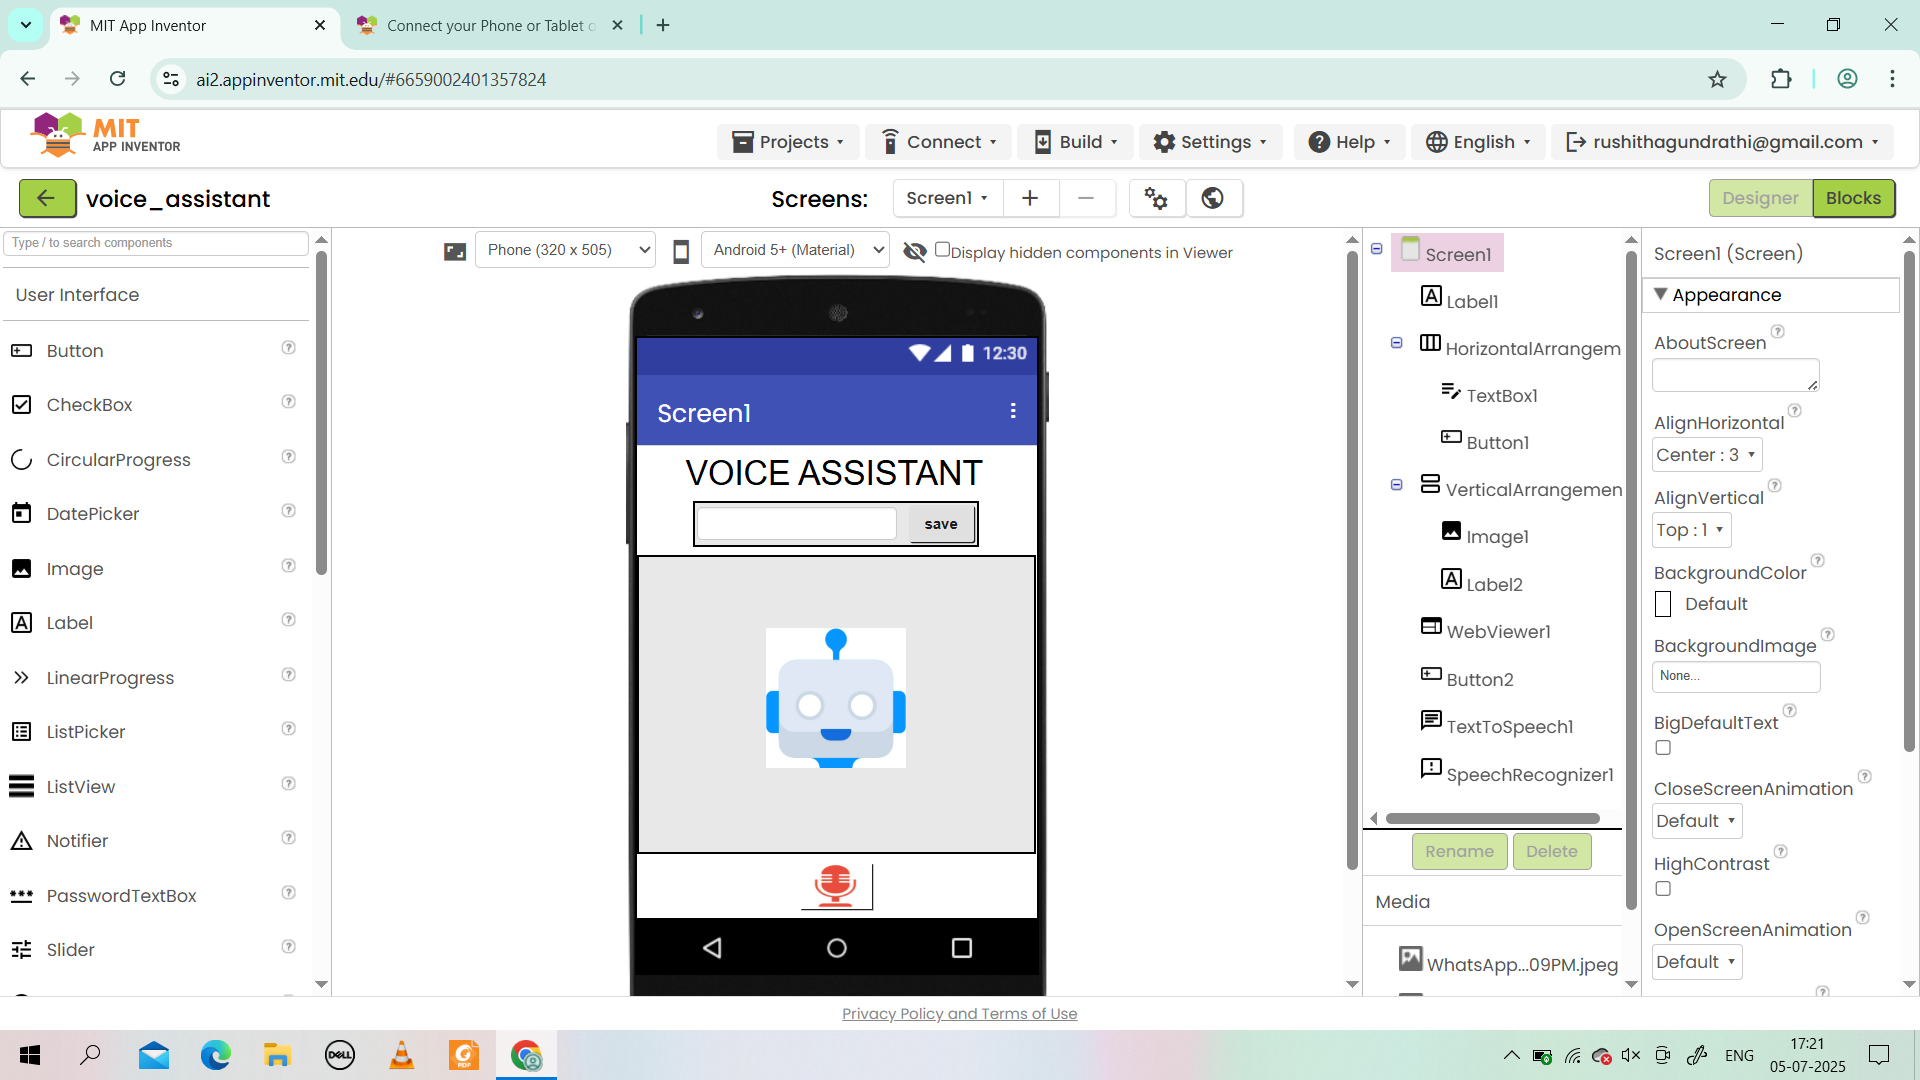 MIT App Inventor
Connect your Phone or Tablet o
ai2.appinventor.mit.edu/#6659002401357824
MIT
APP INVENTOR
Projects
Connect
Build
Settings
Help
English
rushithagundrathi@gmail.com
voice_assistant
Screens:
Screen1
Designer
Blocks
Type / to search components
User Interface
Button
CheckBox
CircularProgress
DatePicker
Image
Label
LinearProgress
ListPicker
ListView
Notifier
PasswordTextBox
Slider
Phone (320 x 505)
Android 5+ (Material)
Display hidden components in Viewer
12:30
Screen1
VOICE ASSISTANT
save
Screen1
Label1
HorizontalArrangem
TextBox1
Button1
VerticalArrangemen
Image1
Label2
WebViewer1
Button2
TextToSpeech1
SpeechRecognizer1
Rename
Delete
Media
WhatsApp...09PM.jpeg
Screen1 (Screen)
Appearance
AboutScreen
AlignHorizontal
Center : 3
AlignVertical
Top : 1
BackgroundColor
Default
BackgroundImage
None...
BigDefaultText
CloseScreenAnimation
Default
HighContrast
OpenScreenAnimation
Default
Privacy Policy and Terms of Use
DELL
PDF
ENG
17:21
05-07-2025